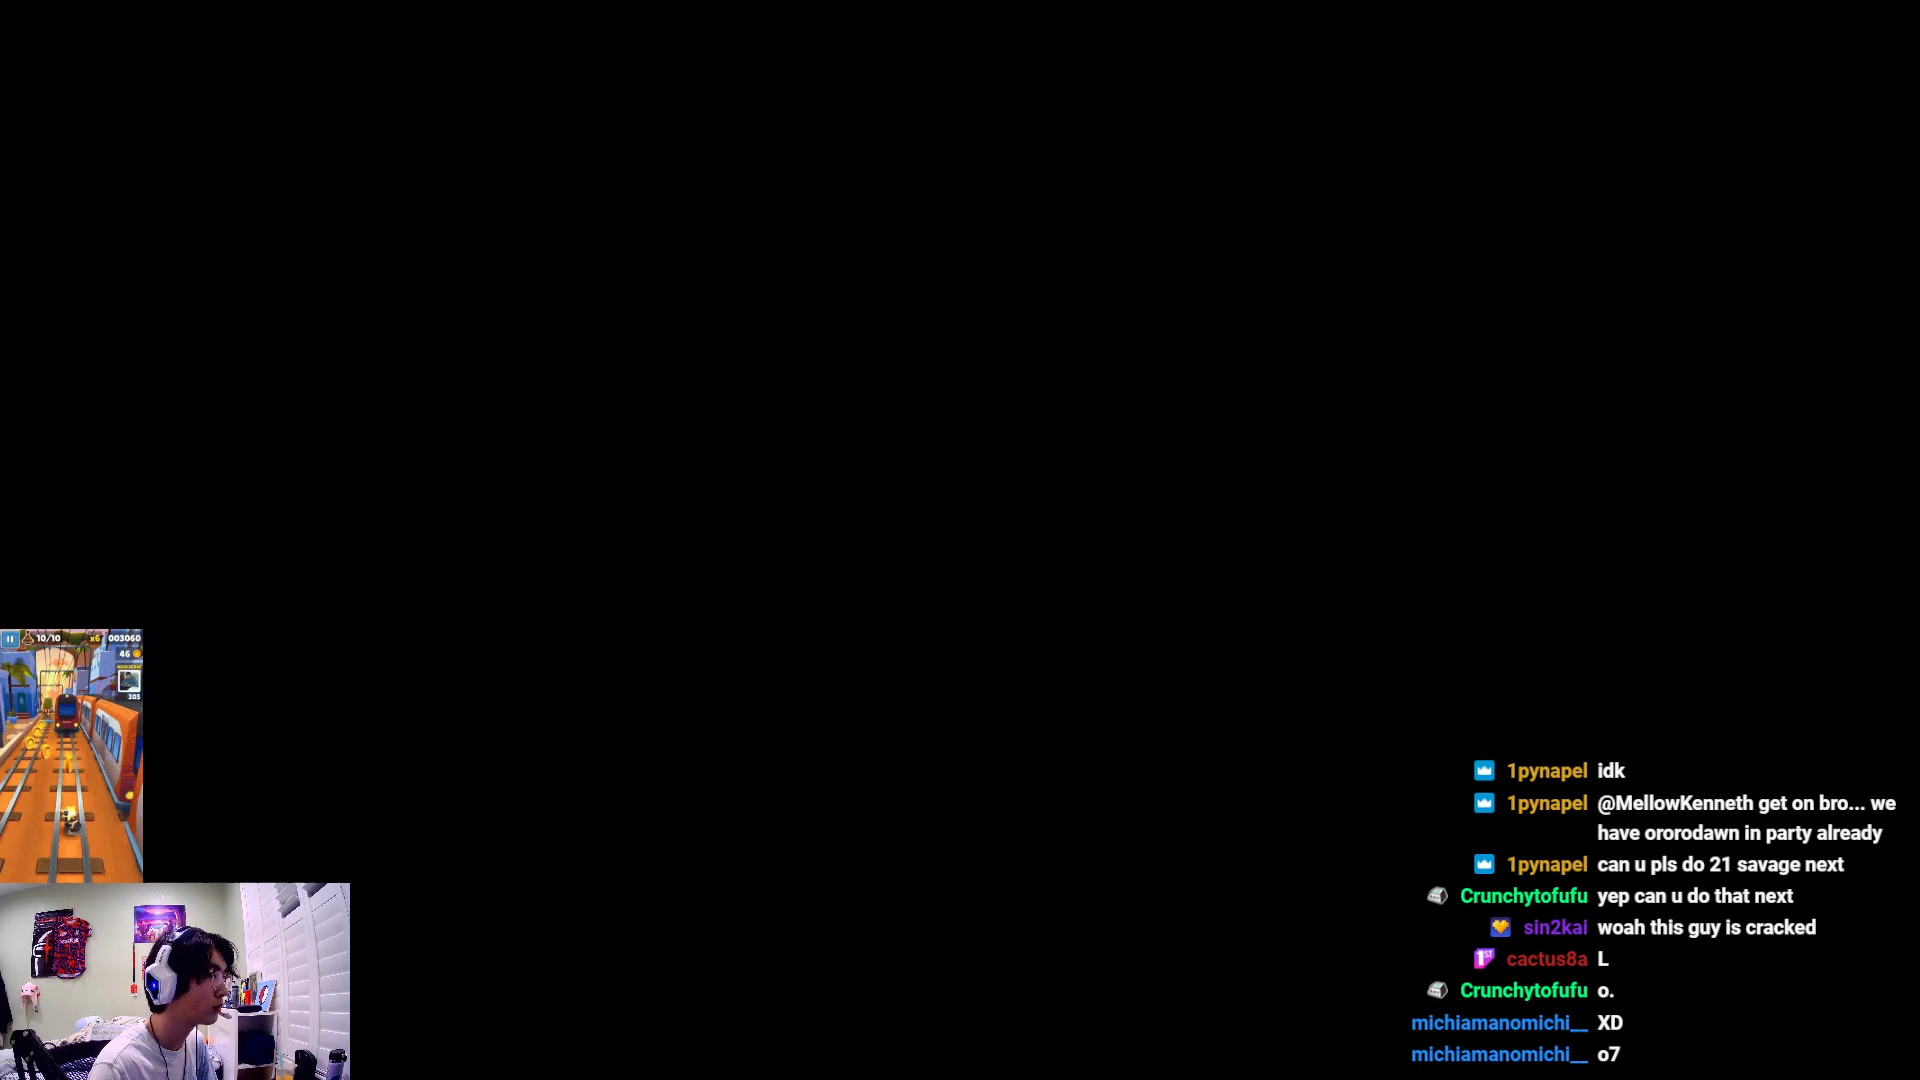 10/10 x6 003060
46
305
1pynapel idk
1pynapel @MellowKenneth get on bro... we
have ororodawn in party already
1pynapel can u pls do 21 savage next
Crunchytofufu yep can u do that next
sin2kai woah this guy is cracked
1ST cactus8a L
Crunchytofufu o.
michiamanomichi__ XD
michiamanomichi__ o7